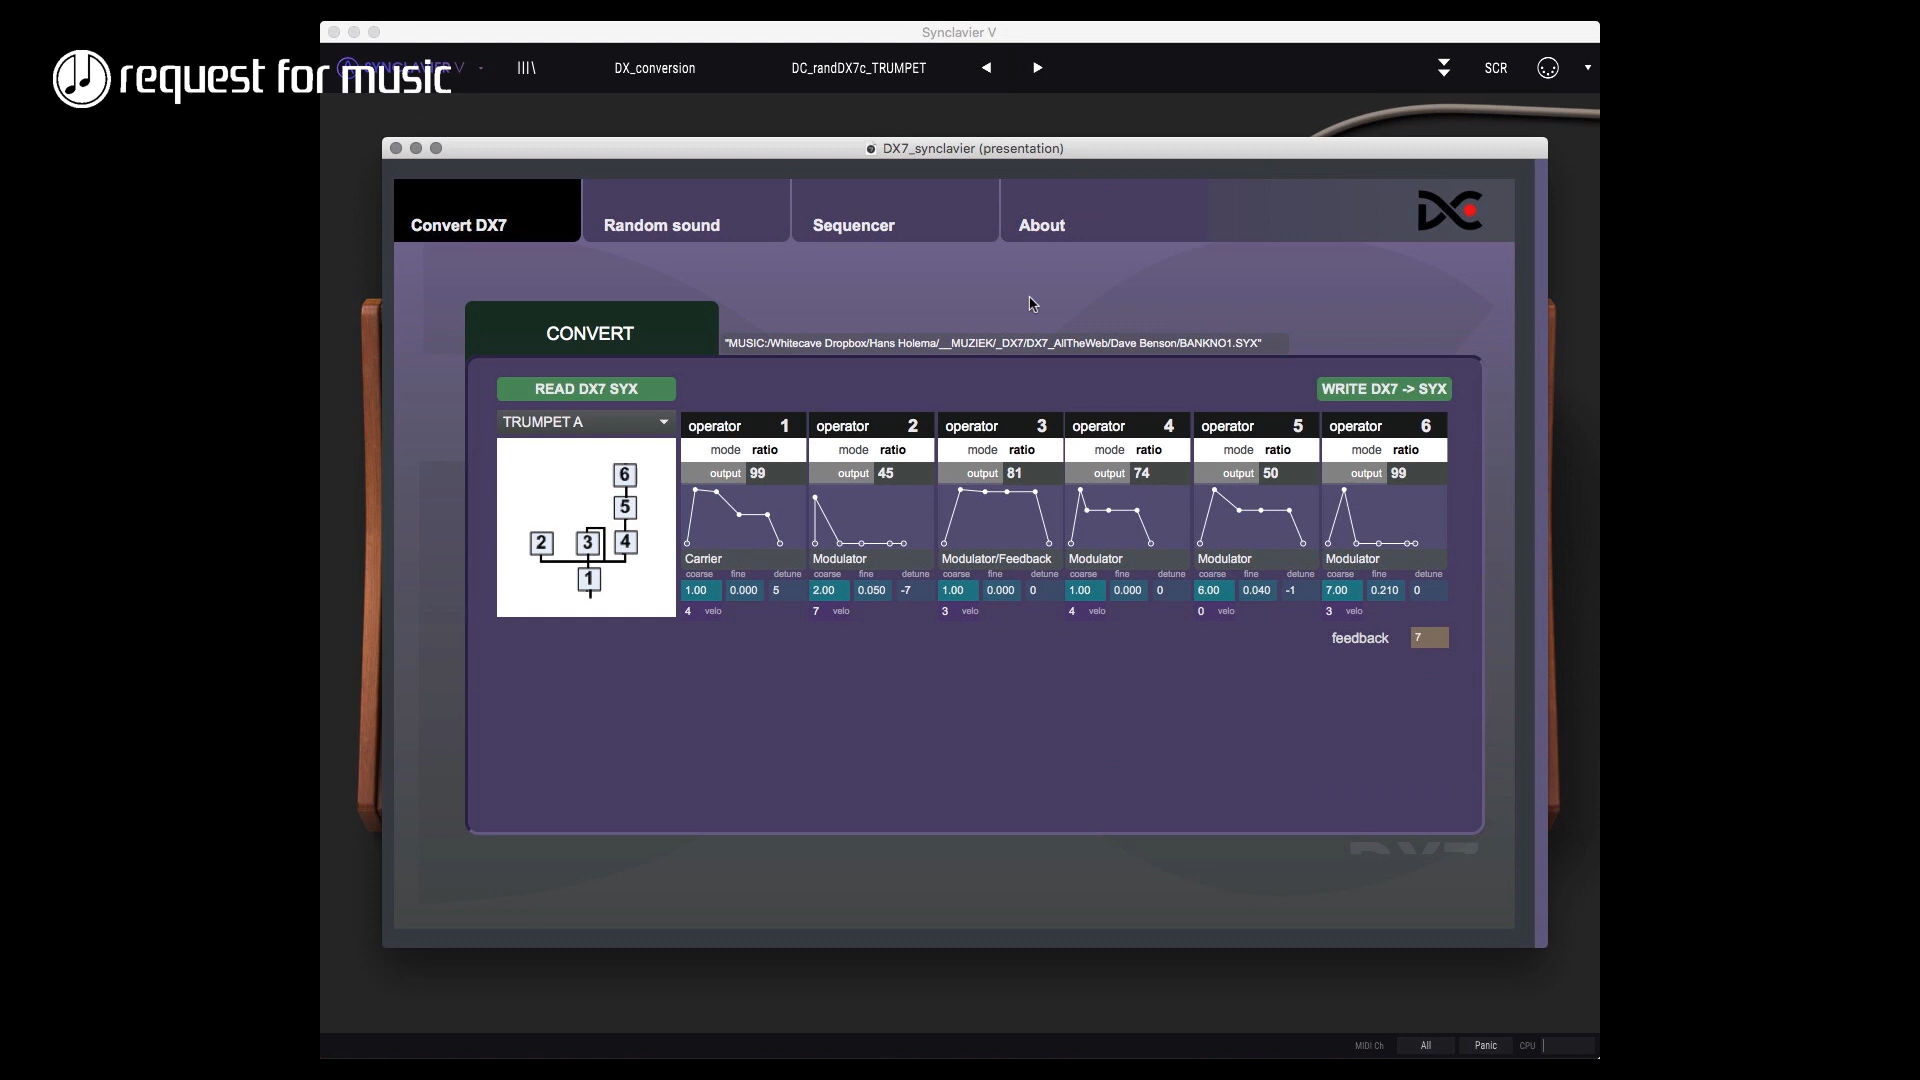 Synclavier V
request for music
SYNCLAVIER V
DX_conversion
DC_randDX7c_TRUMPET
SCR
DX7_synclavier (presentation)
Convert DX7
Random sound
Sequencer
About
DC
CONVERT
"MUSIC:/Whitecave Dropbox/Hans Holema/__MUZIEK/_DX7/DX7_AllTheWeb/Dave Benson/BANKNO1.SYX"
READ DX7 SYX
WRITE DX7 -> SYX
TRUMPET A
operator 1 operator 2 operator 3 operator 4 operator 5 operator 6
mode ratio mode ratio mode ratio mode ratio mode ratio mode ratio
output 99 output 45 output 81 output 74 output 50 output 99
6
5
2 3 4
1
Carrier Modulator Modulator/Feedback Modulator Modulator Modulator
coarse fine detune coarse fine detune coarse fine detune coarse fine detune coarse fine detune coarse fine detune
1.00 0.000 5 2.00 0.050 -7 1.00 0.000 0 1.00 0.000 0 6.00 0.040 -1 7.00 0.210 0
4 velo 7 velo 3 velo 4 velo 0 velo 3 velo
feedback 7
DX7
MIDI Ch All Panic CPU